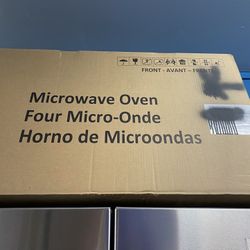 FRONT - AVANT - FRENTE
Microwave Oven
Four Micro-Onde
Horno de Microondas